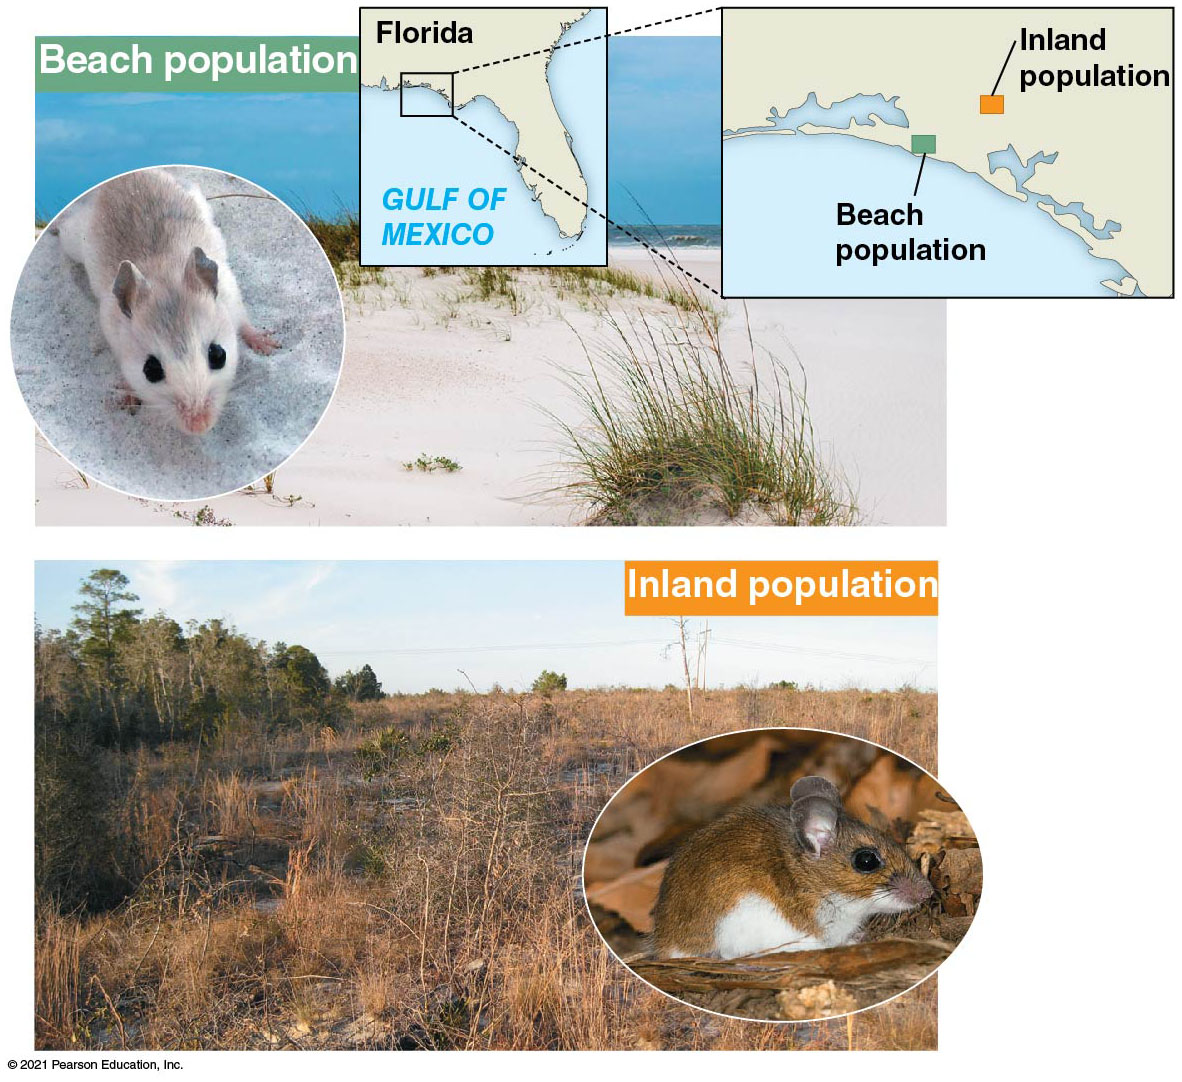 Beach population
Florida
GULF OF
MEXICO
Inland
population
Beach
population
Inland population
© 2021 Pearson Education, Inc.